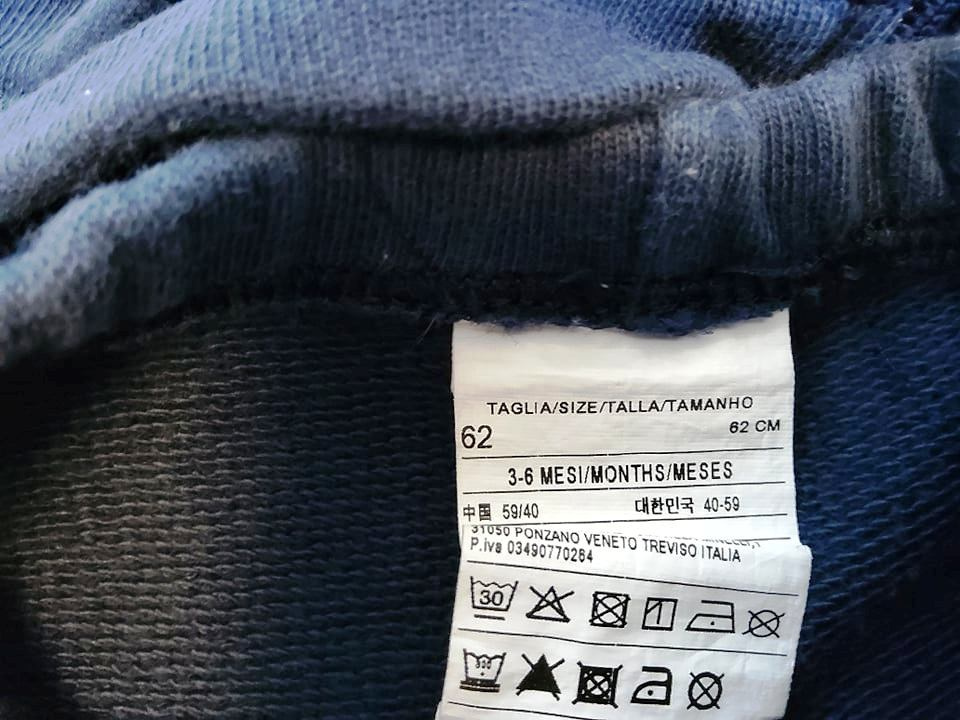 TAGLIA/SIZE/TALLA/TAMANHO
62 62 CM
3-6 MESI/MONTHS/MESES
中国 59/40 대한민국 40-59
31050 PONZANO VENETO TREVISO ITALIA
P.iva 03490770264
30